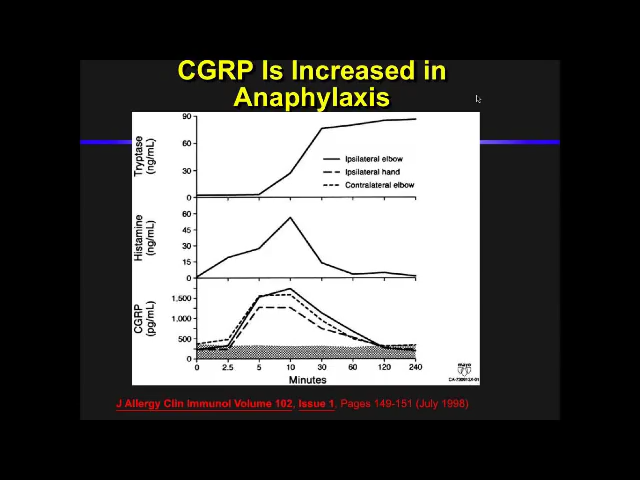 CGRP Is Increased in
Anaphylaxis
90
60
30
0
Tryptase
(ng/mL)
Ipsilateral elbow
Ipsilateral hand
Contralateral elbow
60
45
30
15
0
Histamine
(ng/mL)
1,500
1,000
500
0
CGRP
(pg/mL)
0 2.5 5 10 30 60 120 240
Minutes
mayo
J Allergy Clin Immunol Volume 102, Issue 1, Pages 149-151 (July 1998)